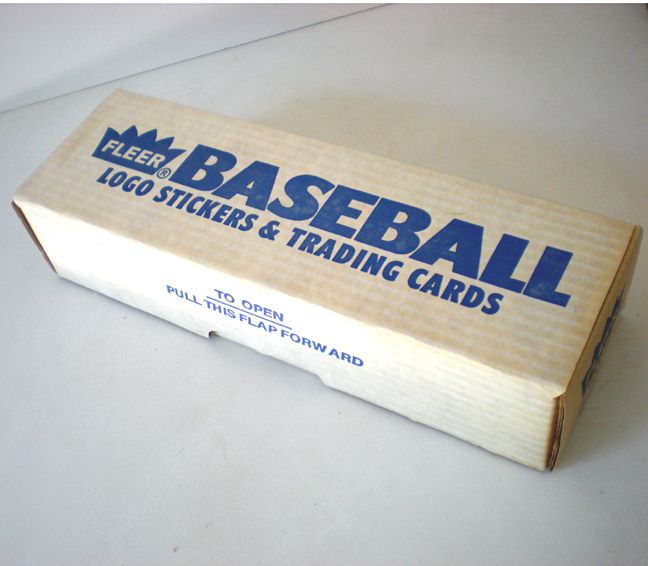 FLEER®
BASEBALL
LOGO STICKERS & TRADING CARDS
TO OPEN
PULL THIS FLAP FORWARD